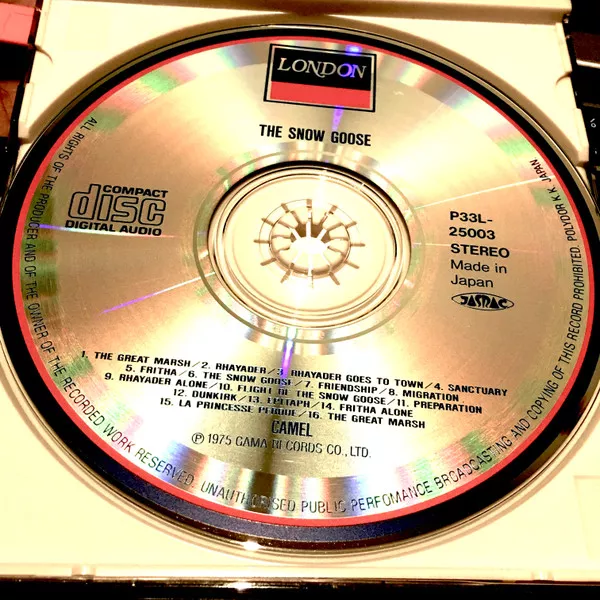 LONDON
THE SNOW GOOSE
COMPACT
disc
DIGITAL AUDIO
P33L-
25003
STEREO
Made in
Japan
JASRAC
1. THE GREAT MARSH/2. RHAYADER/3. RHAYADER GOES TO TOWN/4. SANCTUARY
5. FRITHA/6. THE SNOW GOOSE/7. FRIENDSHIP/8. MIGRATION
9. RHAYADER ALONE/10. FLIGHT OF THE SNOW GOOSE/11. PREPARATION
12. DUNKIRK/13. EPITAPH/14. FRITHA ALONE
15. LA PRINCESSE PERDUE/16. THE GREAT MARSH
CAMEL
℗ 1975 GAMA RECORDS CO., LTD.
ALL RIGHTS OF THE PRODUCER AND OF THE OWNER OF THE RECORDED WORK RESERVED. UNAUTHORISED PUBLIC PERFOMANCE BROADCASTING AND COPYING OF THIS RECORD PROHIBITED. POLYDOR K.K. JAPAN